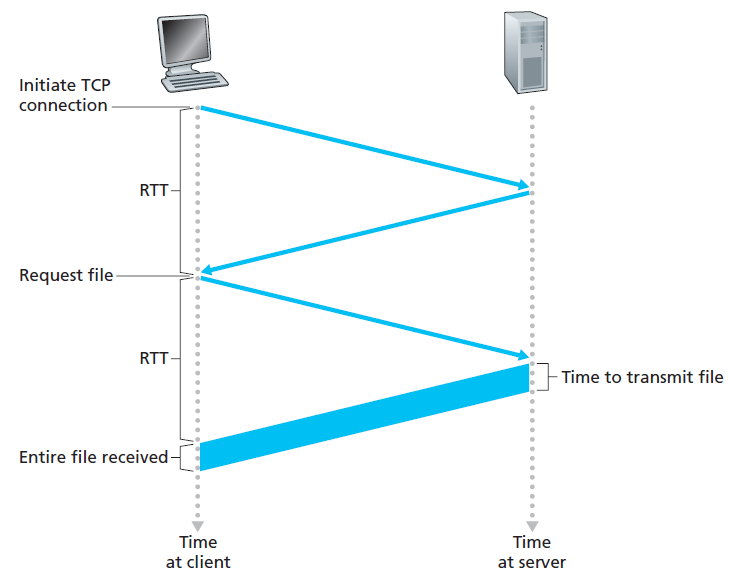 Initiate TCP
connection
RTT
Request file
RTT
Time to transmit file
Entire file received
Time
at client
Time
at server